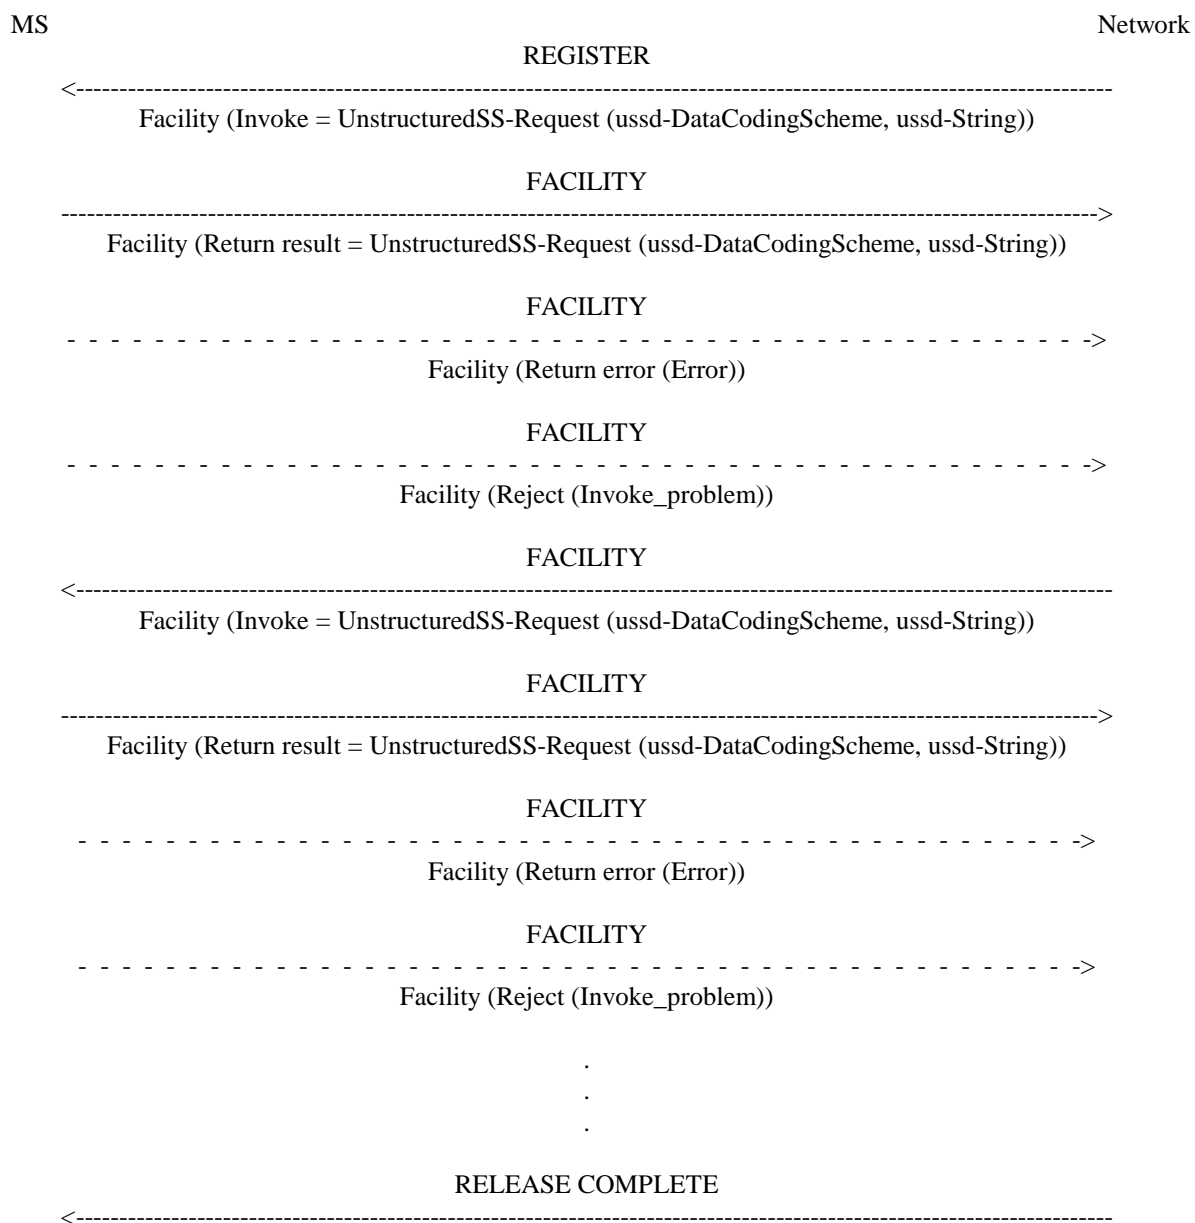 MS Network
REGISTER
<------------------------------------------------------------------------------------------------------------------------
Facility (Invoke = UnstructuredSS-Request (ussd-DataCodingScheme, ussd-String))
FACILITY
------------------------------------------------------------------------------------------------------------------------>
Facility (Return result = UnstructuredSS-Request (ussd-DataCodingScheme, ussd-String))
FACILITY
- - - - - - - - - - - - - - - - - - - - - - - - - - - - - - - - - - - - - - - - - - - - - - ->
Facility (Return error (Error))
FACILITY
- - - - - - - - - - - - - - - - - - - - - - - - - - - - - - - - - - - - - - - - - - - - - - ->
Facility (Reject (Invoke_problem))
FACILITY
<------------------------------------------------------------------------------------------------------------------------
Facility (Invoke = UnstructuredSS-Request (ussd-DataCodingScheme, ussd-String))
FACILITY
------------------------------------------------------------------------------------------------------------------------>
Facility (Return result = UnstructuredSS-Request (ussd-DataCodingScheme, ussd-String))
FACILITY
- - - - - - - - - - - - - - - - - - - - - - - - - - - - - - - - - - - - - - - - - - - - - ->
Facility (Return error (Error))
FACILITY
- - - - - - - - - - - - - - - - - - - - - - - - - - - - - - - - - - - - - - - - - - - - - ->
Facility (Reject (Invoke_problem))
.
.
.
RELEASE COMPLETE
<------------------------------------------------------------------------------------------------------------------------